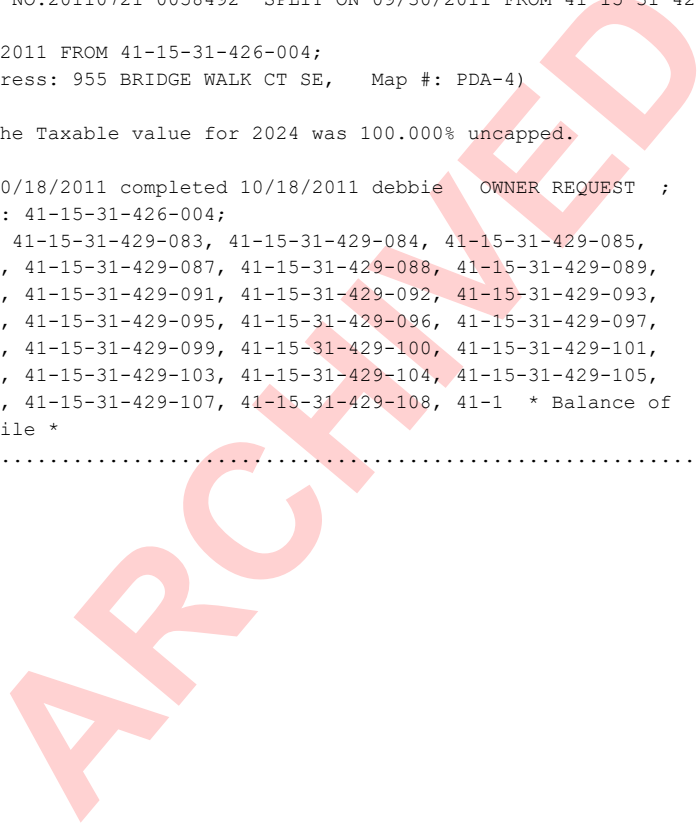 NO.20110721-0058492 SPLIT ON 09/30/2011 FROM 41-15-31-42
2011 FROM 41-15-31-426-004;
ress: 955 BRIDGE WALK CT SE, Map #: PDA-4)
he Taxable value for 2024 was 100.000% uncapped.
0/18/2011 completed 10/18/2011 debbie OWNER REQUEST ;
: 41-15-31-426-004;
41-15-31-429-083, 41-15-31-429-084, 41-15-31-429-085,
, 41-15-31-429-087, 41-15-31-429-088, 41-15-31-429-089,
, 41-15-31-429-091, 41-15-31-429-092, 41-15-31-429-093,
, 41-15-31-429-095, 41-15-31-429-096, 41-15-31-429-097,
, 41-15-31-429-099, 41-15-31-429-100, 41-15-31-429-101,
, 41-15-31-429-103, 41-15-31-429-104, 41-15-31-429-105,
, 41-15-31-429-107, 41-15-31-429-108, 41-1 * Balance of
ile *
..........................................................
ARCHIVED